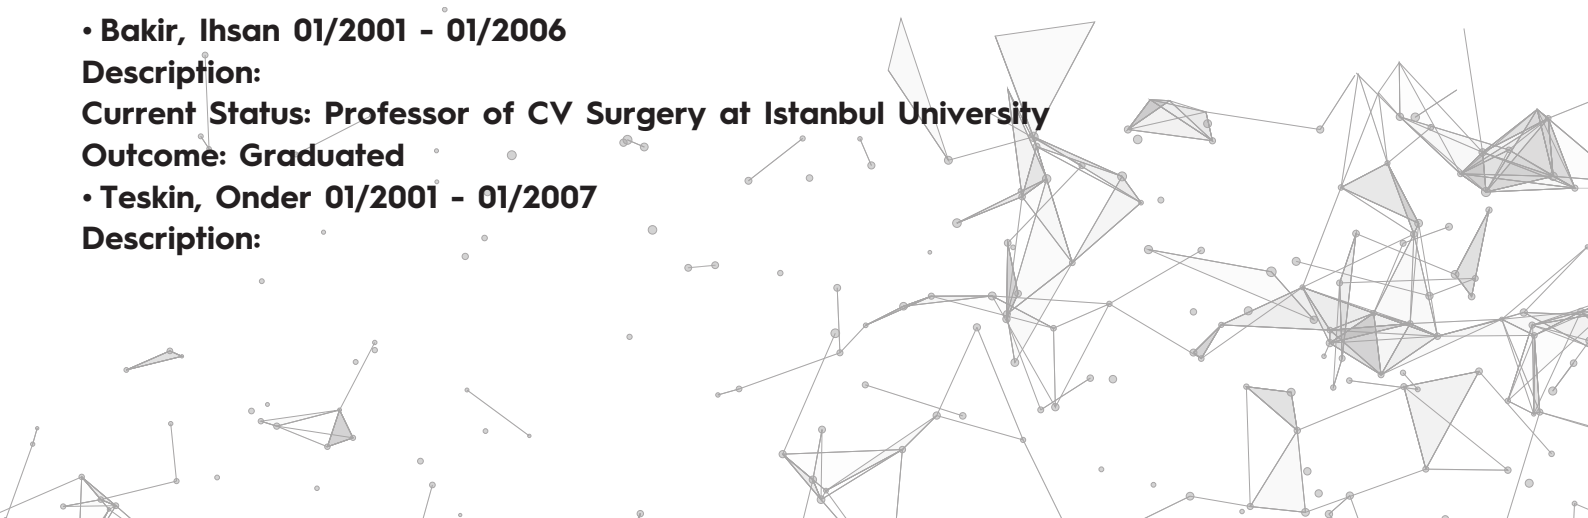 • Bakir, Ihsan 01/2001 - 01/2006
Description:
Current Status: Professor of CV Surgery at Istanbul University
Outcome: Graduated
• Teskin, Onder 01/2001 - 01/2007
Description: